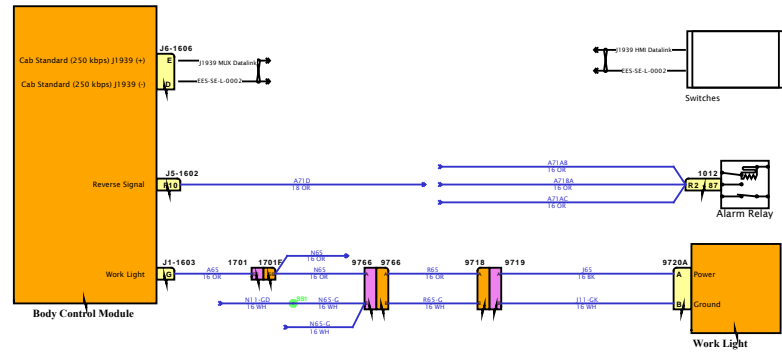 J6-1606
Cab Standard (250 kbps) J1939 (+)
E
J1939 MUX Datalink
Cab Standard (250 kbps) J1939 (-)
D
EES-SE-L-0002
J1939 HMI Datalink
EES-SE-L-0002
Switches
J5-1602
Reverse Signal
R10
A71D
18 OR
A71AB
16 OR
A71BA
16 OR
A71AC
16 OR
1012
R2
87
Alarm Relay
J1-1603
Work Light
G
A65
16 OR
1701
1701F
N65
16 OR
N65
16 OR
9766
9766
A
A
R65
16 OR
9718
9719
A
A
J65
16 BK
9720A
A
Power
N11-GD
16 WH
SS1
N65-G
16 WH
N65-G
16 WH
R65-G
16 WH
J11-GK
16 WH
B
Ground
Body Control Module
Work Light